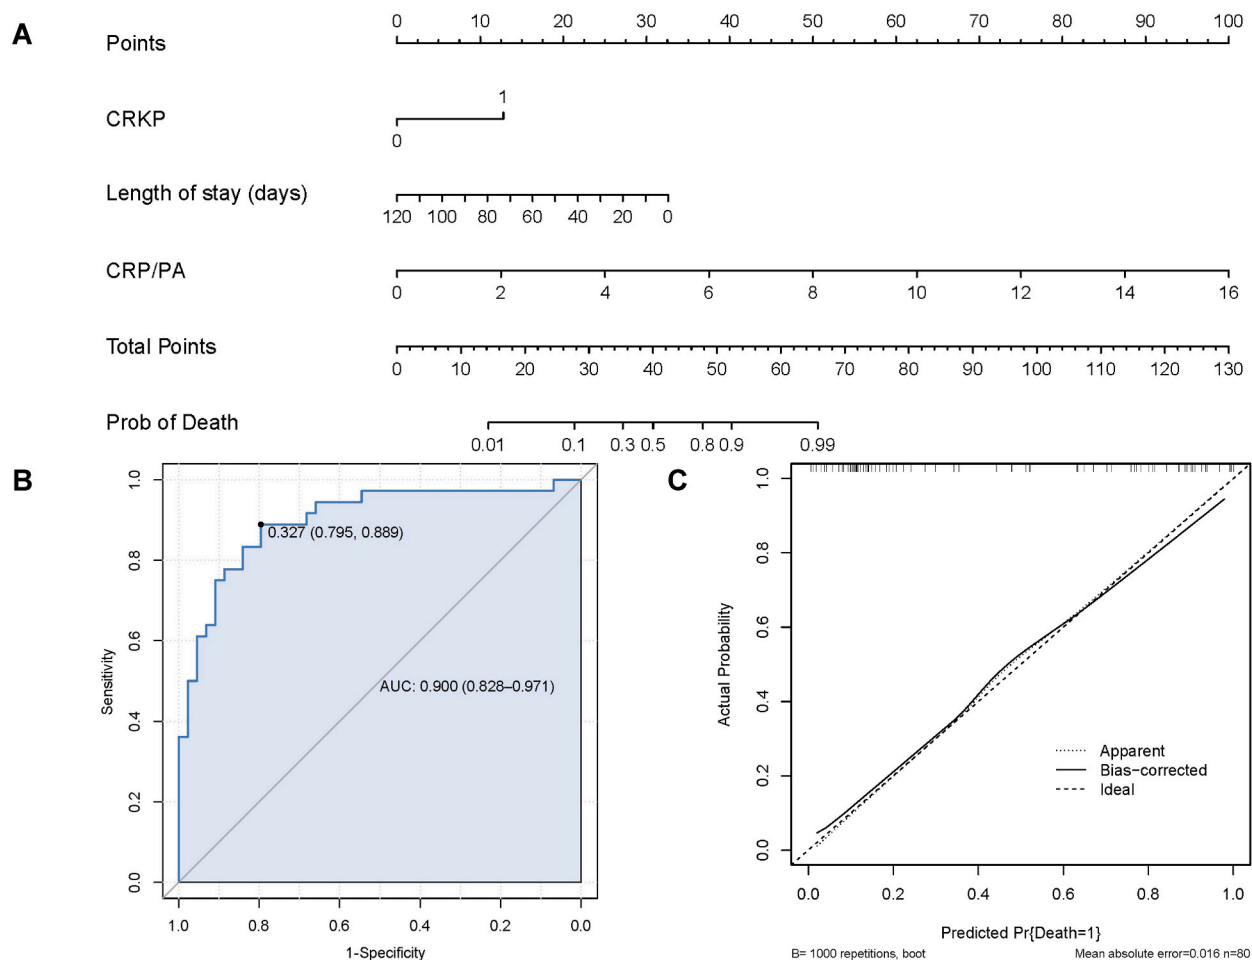 A
Points
0 10 20 30 40 50 60 70 80 90 100
CRKP
1
0
Length of stay (days)
120 100 80 60 40 20 0
CRP/PA
0 2 4 6 8 10 12 14 16
Total Points
0 10 20 30 40 50 60 70 80 90 100 110 120 130
Prob of Death
0.01 0.1 0.3 0.5 0.8 0.9 0.99
B
Sensitivity
1.0
0.8
0.6
0.4
0.2
0.0
0.327 (0.795, 0.889)
AUC: 0.900 (0.828–0.971)
1.0 0.8 0.6 0.4 0.2 0.0
1-Specificity
C
Actual Probability
1.0
0.8
0.6
0.4
0.2
0.0
Apparent
Bias-corrected
Ideal
0.0 0.2 0.4 0.6 0.8 1.0
Predicted Pr{Death=1}
B= 1000 repetitions, boot
Mean absolute error=0.016 n=80